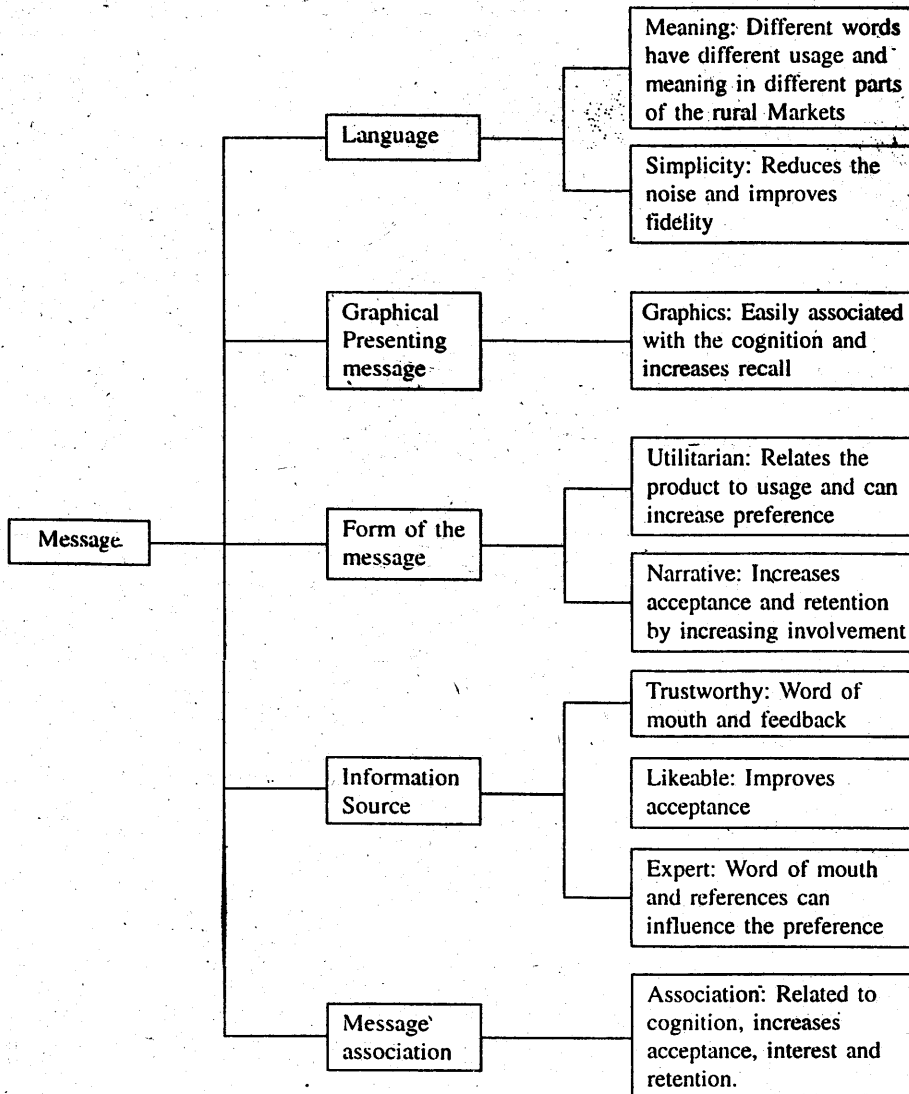 Message
Language
Meaning: Different words
have different usage and
meaning in different parts
of the rural Markets
Simplicity: Reduces the
noise and improves
fidelity
Graphical
Presenting
message
Graphics: Easily associated
with the cognition and
increases recall
Form of the
message
Utilitarian: Relates the
product to usage and can
increase preference
Narrative: Increases
acceptance and retention
by increasing involvement
Information
Source
Trustworthy: Word of
mouth and feedback
Likeable: Improves
acceptance
Expert: Word of mouth
and references can
influence the preference
Message
association
Association: Related to
cognition, increases
acceptance, interest and
retention.